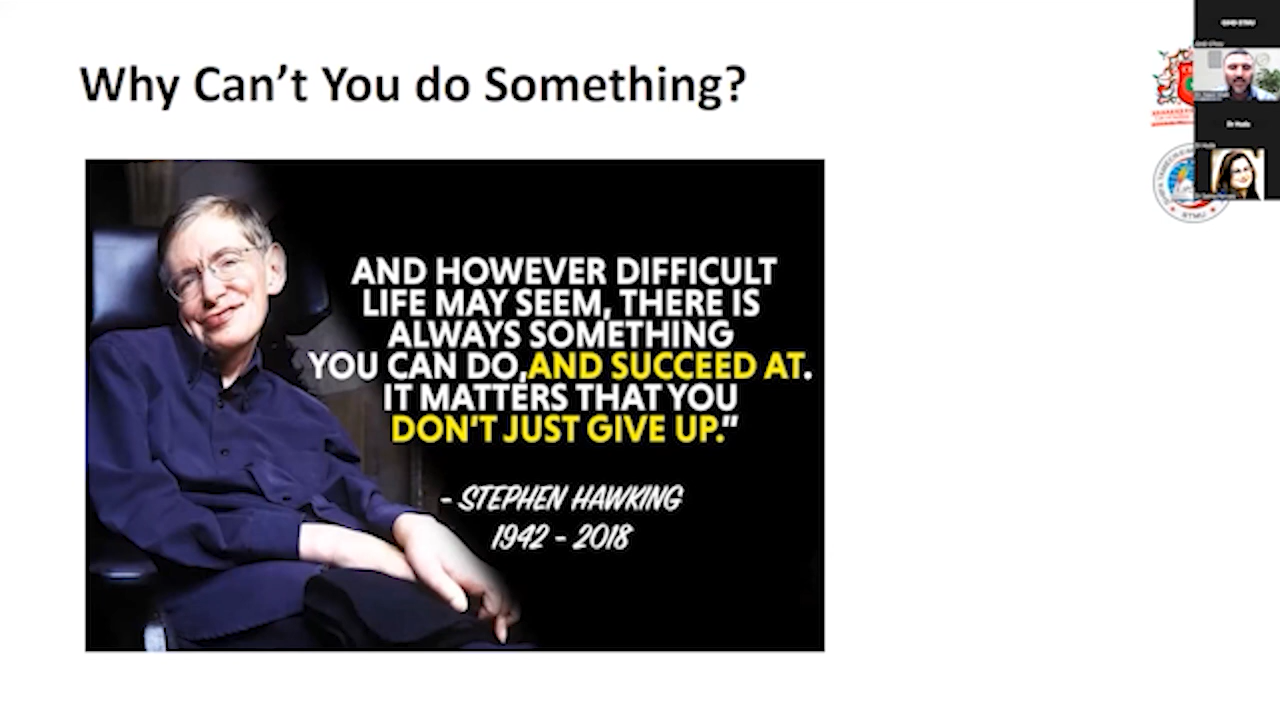 Why Can't You do Something?
AND HOWEVER DIFFICULT
LIFE MAY SEEM, THERE IS
ALWAYS SOMETHING
YOU CAN DO,AND SUCCEED AT.
IT MATTERS THAT YOU
DON'T JUST GIVE UP."
- STEPHEN HAWKING
1942 - 2018
STMU